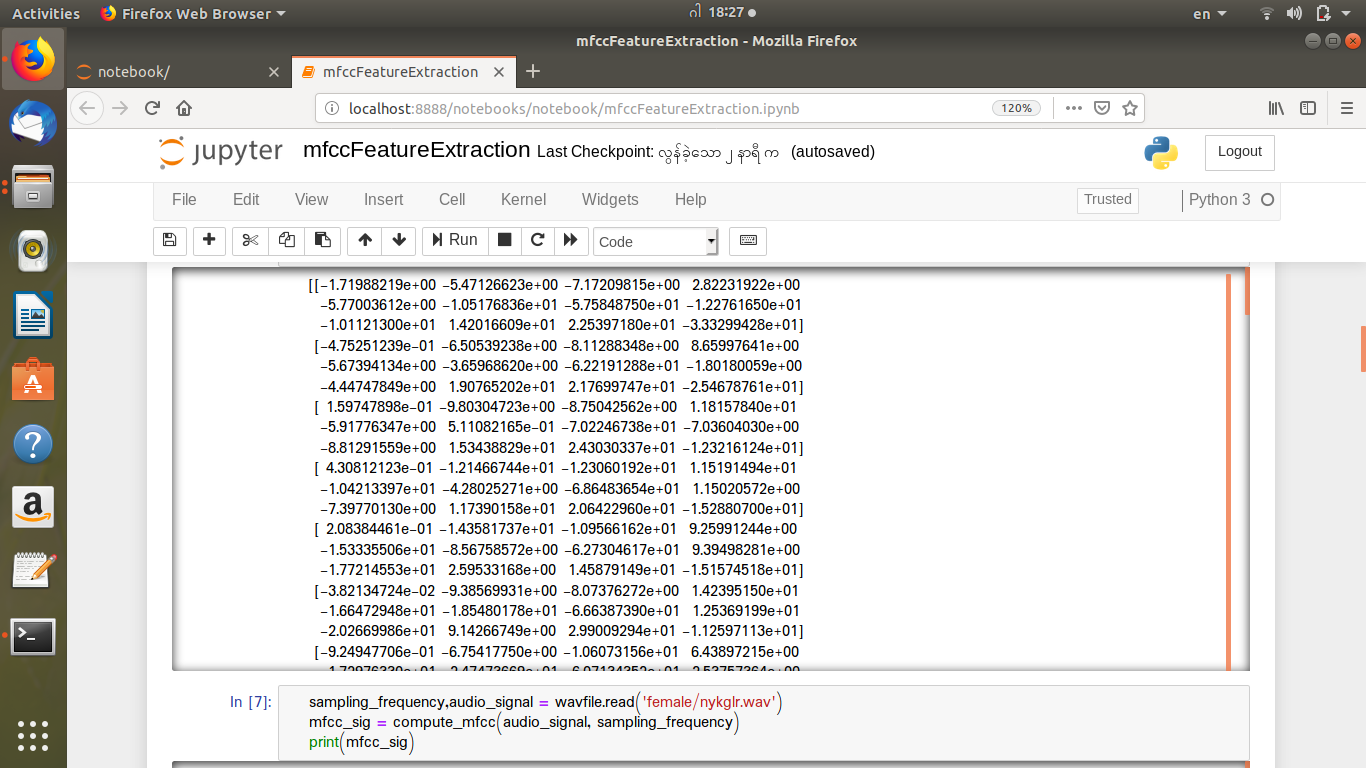 Activities Firefox Web Browser ဂါ 18:27 en
mfccFeatureExtraction - Mozilla Firefox
notebook/ mfccFeatureExtraction
localhost:8888/notebooks/notebook/mfccFeatureExtraction.ipynb 120%
jupyter mfccFeatureExtraction Last Checkpoint: လွန်ခဲ့သော ၂ နာရီ က (autosaved) Logout
File Edit View Insert Cell Kernel Widgets Help Trusted Python 3
Run Code
[[-1.71988219e+00 -5.47126623e+00 -7.17209815e+00 2.82231922e+00
-5.77003612e+00 -1.05176836e+01 -5.75848750e+01 -1.22761650e+01
-1.01121300e+01 1.42016609e+01 2.25397180e+01 -3.33299428e+01]
[-4.75251239e-01 -6.50539238e+00 -8.11288348e+00 8.65997641e+00
-5.67394134e+00 -3.65968620e+00 -6.22191288e+01 -1.80180059e+00
-4.44747849e+00 1.90765202e+01 2.17699747e+01 -2.54678761e+01]
[ 1.59747898e-01 -9.80304723e+00 -8.75042562e+00 1.18157840e+01
-5.91776347e+00 5.11082165e-01 -7.02246738e+01 -7.03604030e+00
-8.81291559e+00 1.53438829e+01 2.43030337e+01 -1.23216124e+01]
[ 4.30812123e-01 -1.21466744e+01 -1.23060192e+01 1.15191494e+01
-1.04213397e+01 -4.28025271e+00 -6.86483654e+01 1.15020572e+00
-7.39770130e+00 1.17390158e+01 2.06422960e+01 -1.52880700e+01]
[ 2.08384461e-01 -1.43581737e+01 -1.09566162e+01 9.25991244e+00
-1.53335506e+01 -8.56758572e+00 -6.27304617e+01 9.39498281e+00
-1.77214553e+01 2.59533168e+00 1.45879149e+01 -1.51574518e+01]
[-3.82134724e-02 -9.38569931e+00 -8.07376272e+00 1.42395150e+01
-1.66472948e+01 -1.85480178e+01 -6.66387390e+01 1.25369199e+01
-2.02669986e+01 9.14266749e+00 2.99009294e+01 -1.12597113e+01]
[-9.24947706e-01 -6.75417750e+00 -1.06073156e+01 6.43897215e+00
In [7]: sampling_frequency,audio_signal = wavfile.read('female/nykglr.wav')
mfcc_sig = compute_mfcc(audio_signal, sampling_frequency)
print(mfcc_sig)